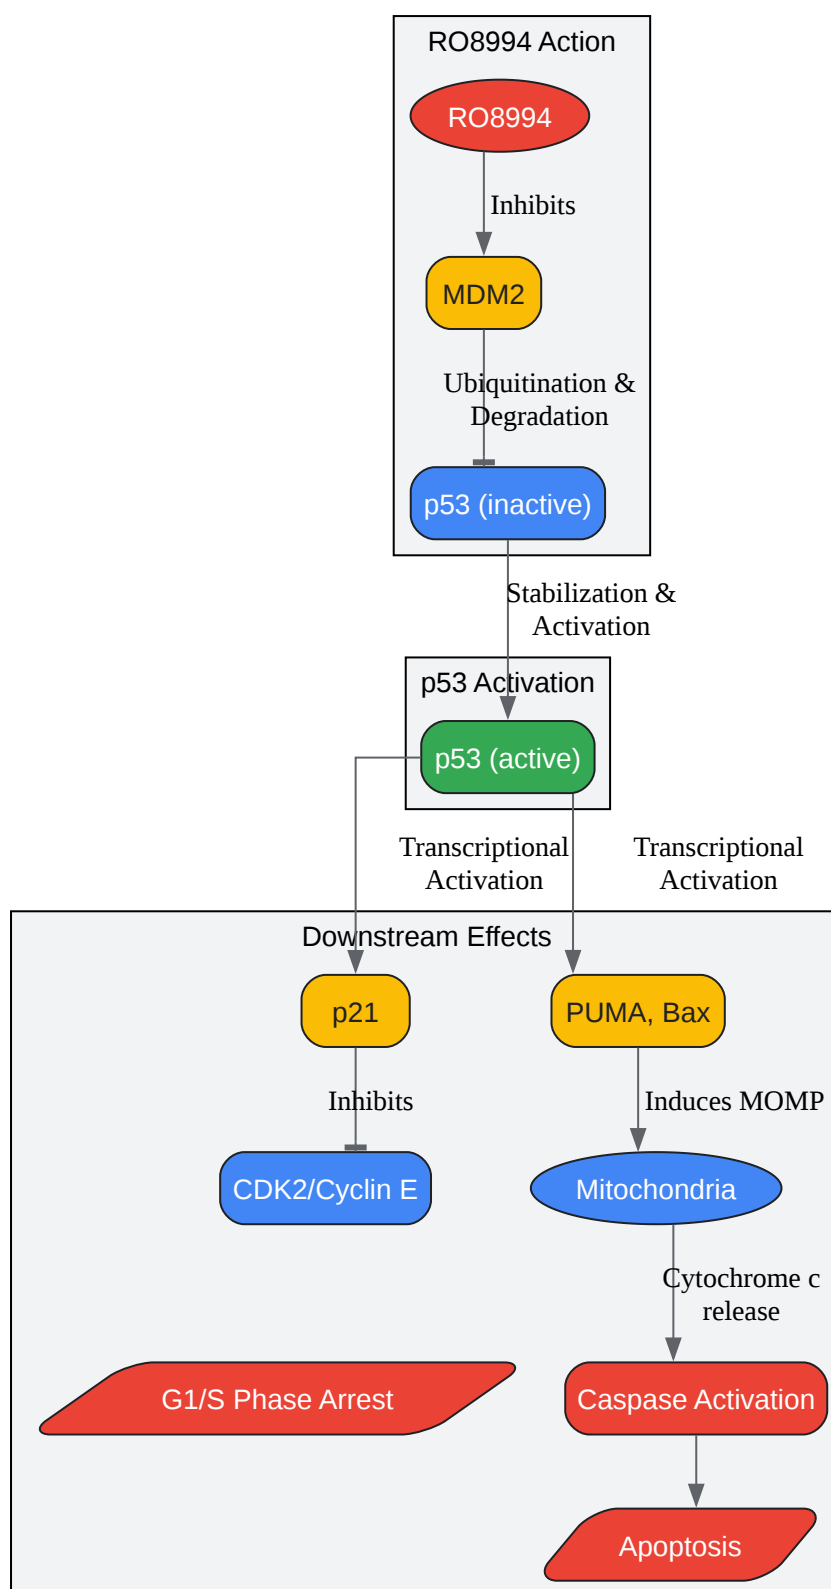 RO8994 Action
RO8994
Inhibits
MDM2
Ubiquitination &
Degradation
p53 (inactive)
Stabilization &
Activation
p53 Activation
p53 (active)
Transcriptional
Activation
Transcriptional
Activation
Downstream Effects
p21
PUMA, Bax
Inhibits
Induces MOMP
CDK2/Cyclin E
Mitochondria
Cytochrome c
release
G1/S Phase Arrest
Caspase Activation
Apoptosis